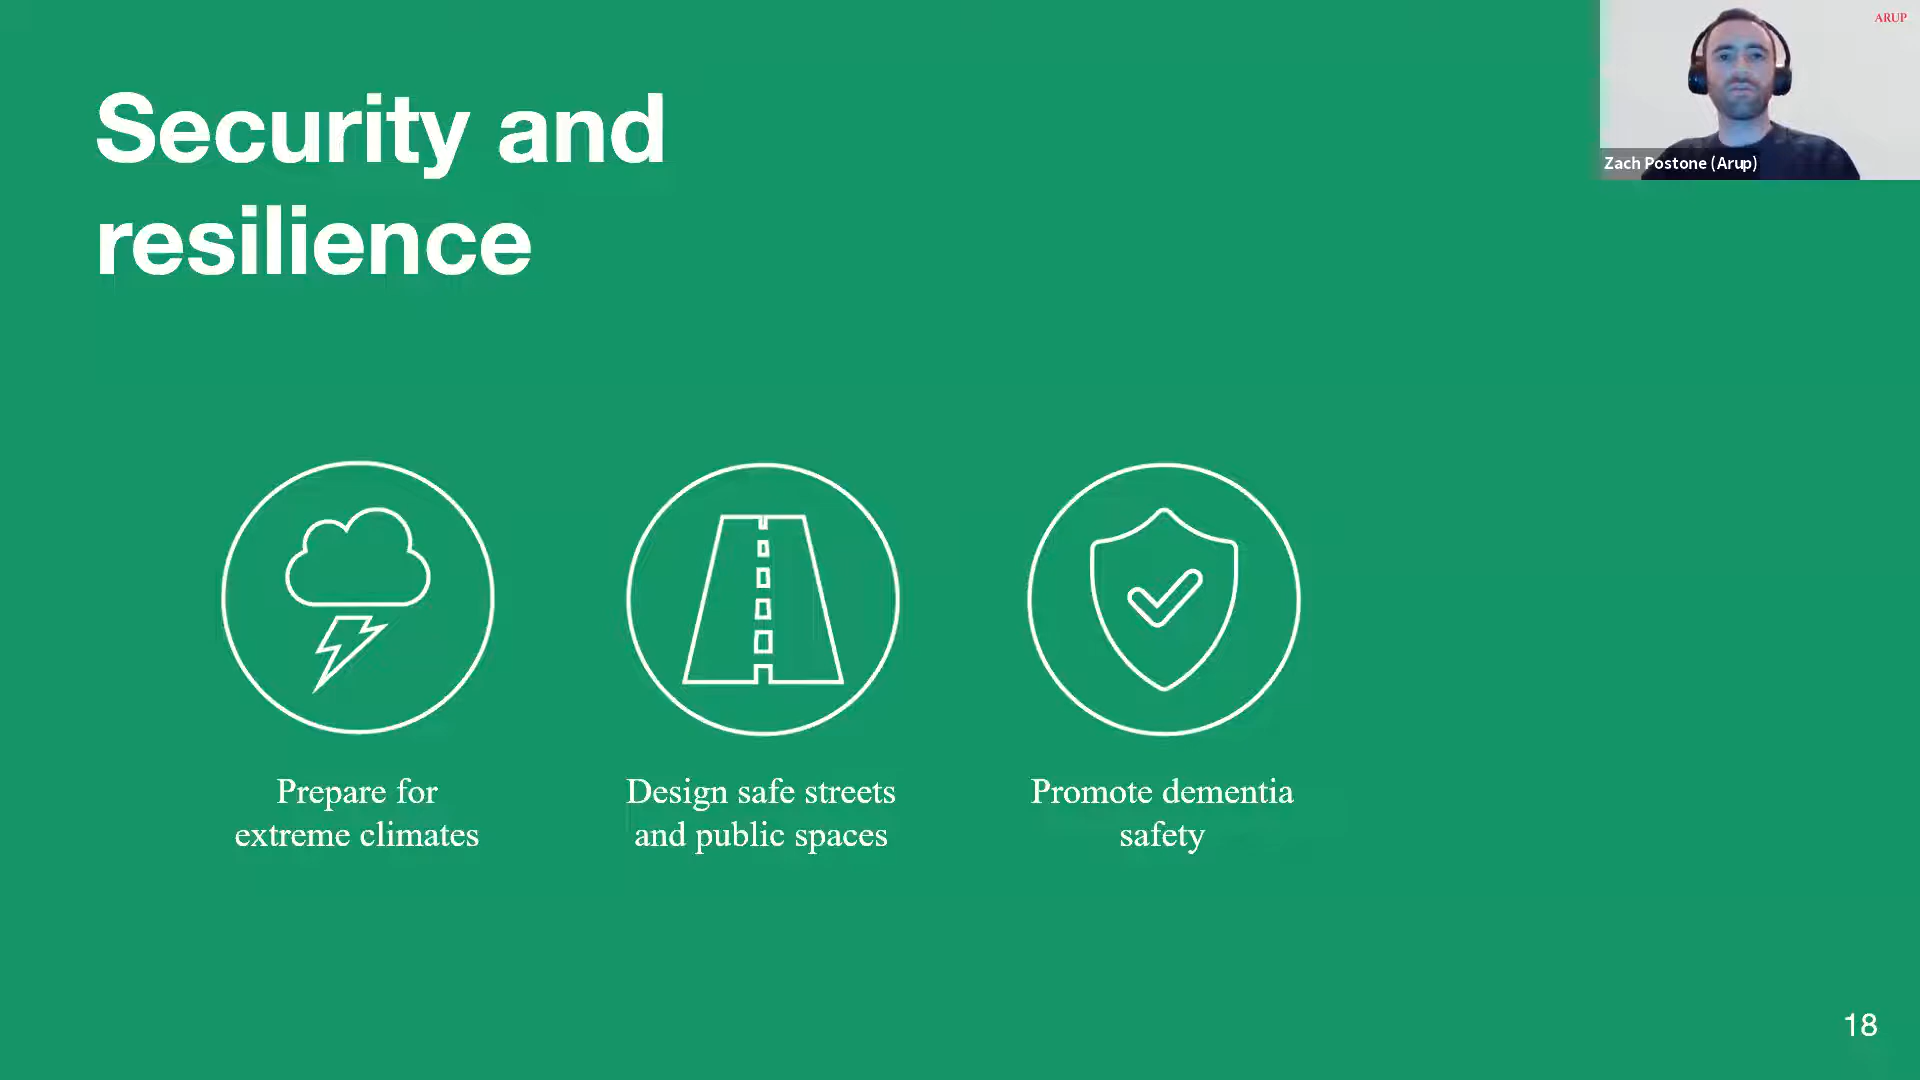 ARUP
Security and
resilience
Zach Postone (Arup)
Prepare for
extreme climates
Design safe streets
and public spaces
Promote dementia
safety
18